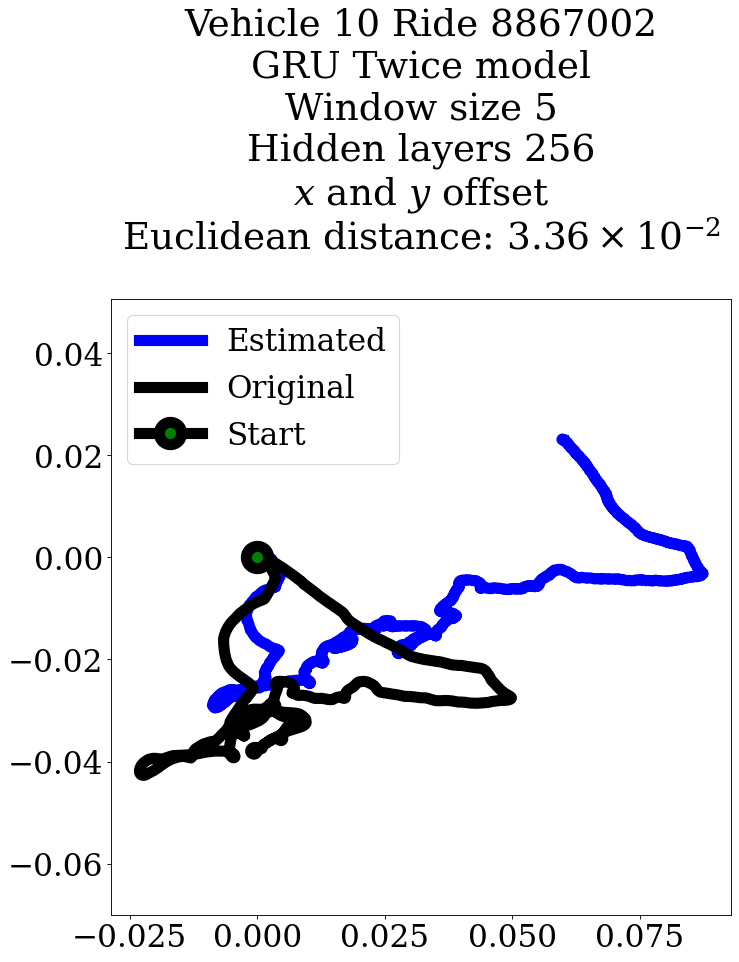 Vehicle 10 Ride 8867002
GRU Twice model
Window size 5
Hidden layers 256
x and y offset
Euclidean distance: 3.36 × 10⁻²
Estimated
Original
Start
0.04
0.02
0.00
−0.02
−0.04
−0.06
−0.025 0.000 0.025 0.050 0.075